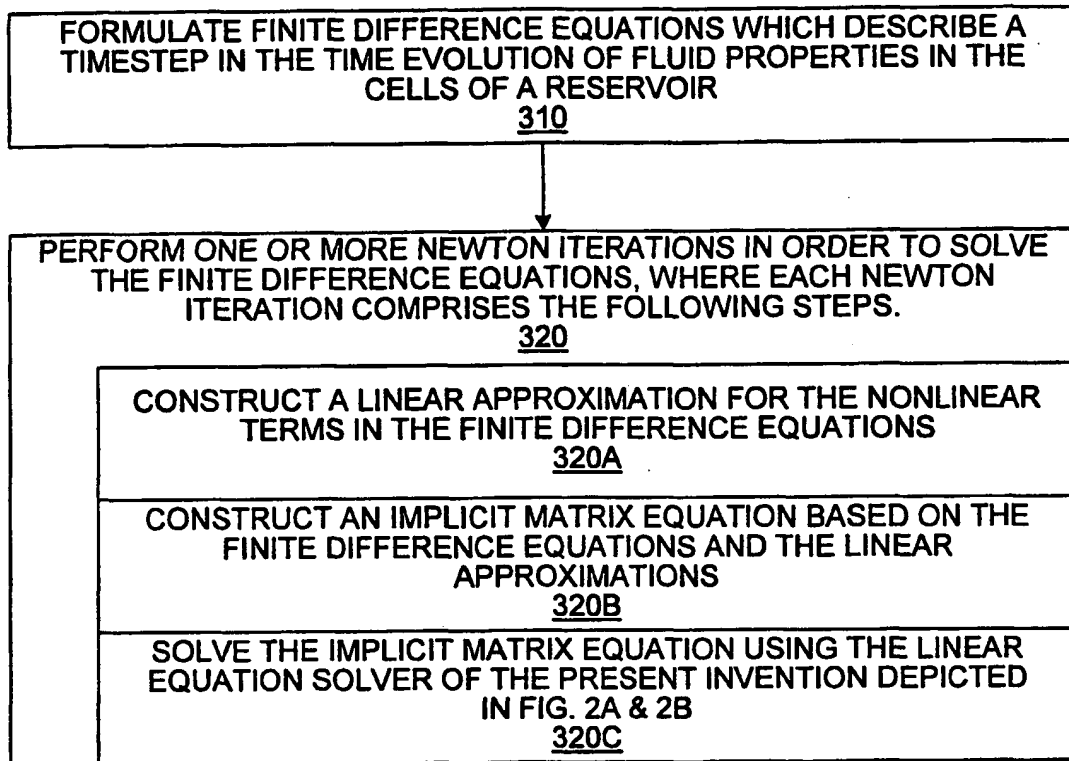 FORMULATE FINITE DIFFERENCE EQUATIONS WHICH DESCRIBE A
TIMESTEP IN THE TIME EVOLUTION OF FLUID PROPERTIES IN THE
CELLS OF A RESERVOIR
310
PERFORM ONE OR MORE NEWTON ITERATIONS IN ORDER TO SOLVE
THE FINITE DIFFERENCE EQUATIONS, WHERE EACH NEWTON
ITERATION COMPRISES THE FOLLOWING STEPS.
320
CONSTRUCT A LINEAR APPROXIMATION FOR THE NONLINEAR
TERMS IN THE FINITE DIFFERENCE EQUATIONS
320A
CONSTRUCT AN IMPLICIT MATRIX EQUATION BASED ON THE
FINITE DIFFERENCE EQUATIONS AND THE LINEAR
APPROXIMATIONS
320B
SOLVE THE IMPLICIT MATRIX EQUATION USING THE LINEAR
EQUATION SOLVER OF THE PRESENT INVENTION DEPICTED
IN FIG. 2A & 2B
320C